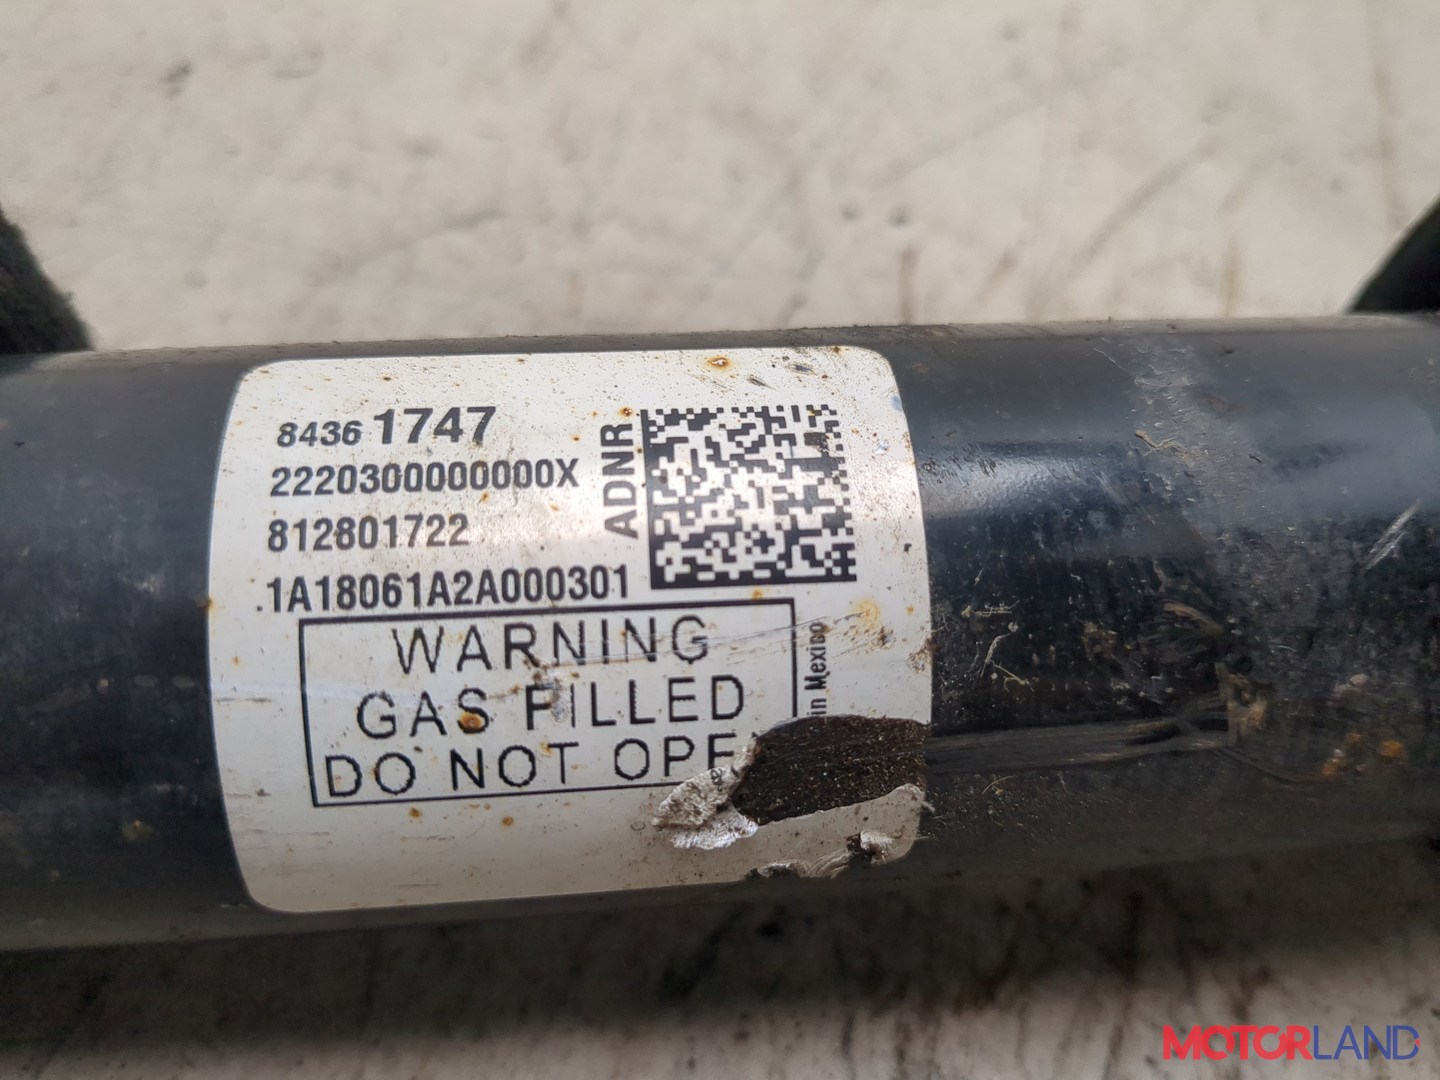 8436 1747
2220300000000X
812801722
.1A18061A2A000301
ADNR
WARNING
GAS FILLED
DO NOT OPE
in Mexico
MOTORLAND